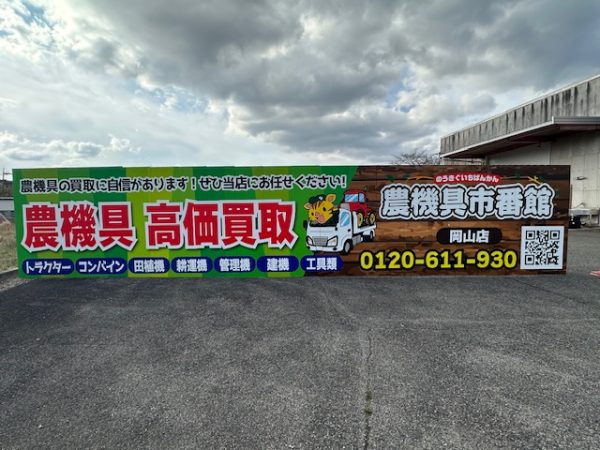 農機具の買取に自信があります！ぜひ当店にお任せください！
農機具 高価買取
トラクター コンバイン 田植機 耕運機 管理機 建機 工具類
のうきぐいちばんかん
農機具市番館
岡山店
0120-611-930